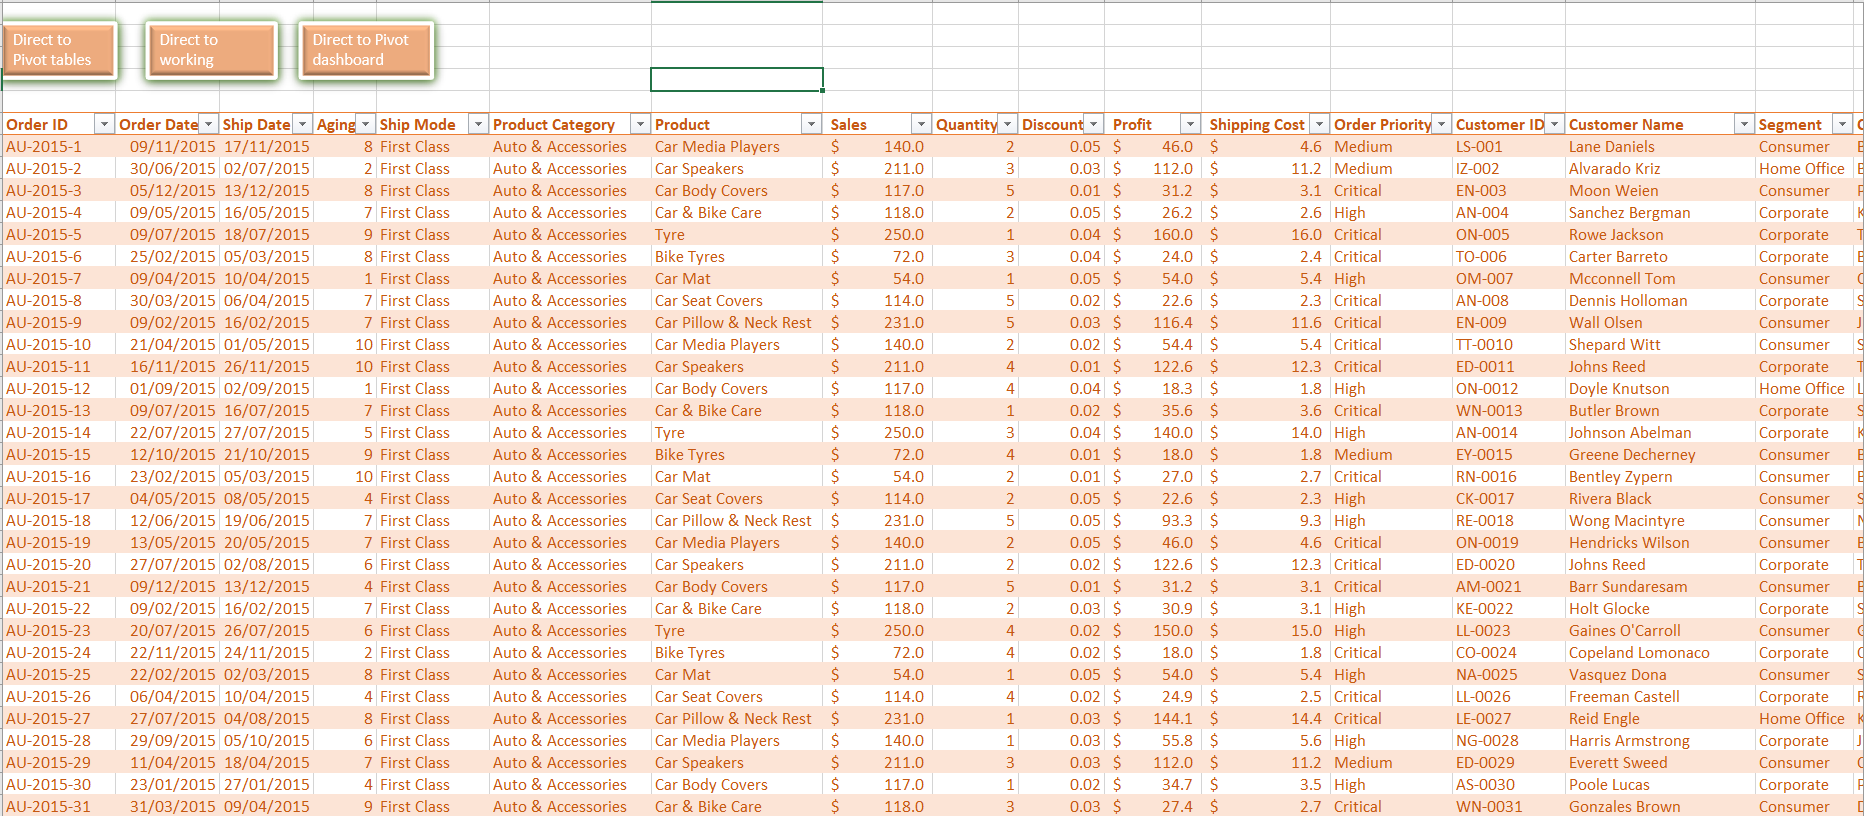 Direct to Pivot tables
Direct to working
Direct to Pivot dashboard
Order ID Order Date Ship Date Aging Ship Mode Product Category Product Sales Quantity Discount Profit Shipping Cost Order Priority Customer ID Customer Name Segment
AU-2015-1 09/11/2015 17/11/2015 8 First Class Auto & Accessories Car Media Players $ 140.0 2 0.05 $ 46.0 $ 4.6 Medium LS-001 Lane Daniels Consumer
AU-2015-2 30/06/2015 02/07/2015 2 First Class Auto & Accessories Car Speakers $ 211.0 3 0.03 $ 112.0 $ 11.2 Medium IZ-002 Alvarado Kriz Home Office
AU-2015-3 05/12/2015 13/12/2015 8 First Class Auto & Accessories Car Body Covers $ 117.0 5 0.01 $ 31.2 $ 3.1 Critical EN-003 Moon Weien Consumer
AU-2015-4 09/05/2015 16/05/2015 7 First Class Auto & Accessories Car & Bike Care $ 118.0 2 0.05 $ 26.2 $ 2.6 High AN-004 Sanchez Bergman Corporate
AU-2015-5 09/07/2015 18/07/2015 9 First Class Auto & Accessories Tyre $ 250.0 1 0.04 $ 160.0 $ 16.0 Critical ON-005 Rowe Jackson Corporate
AU-2015-6 25/02/2015 05/03/2015 8 First Class Auto & Accessories Bike Tyres $ 72.0 3 0.04 $ 24.0 $ 2.4 Critical TO-006 Carter Barreto Corporate
AU-2015-7 09/04/2015 10/04/2015 1 First Class Auto & Accessories Car Mat $ 54.0 1 0.05 $ 54.0 $ 5.4 High OM-007 Mcconnell Tom Consumer
AU-2015-8 30/03/2015 06/04/2015 7 First Class Auto & Accessories Car Seat Covers $ 114.0 5 0.02 $ 22.6 $ 2.3 Critical AN-008 Dennis Holloman Corporate
AU-2015-9 09/02/2015 16/02/2015 7 First Class Auto & Accessories Car Pillow & Neck Rest $ 231.0 5 0.03 $ 116.4 $ 11.6 Critical EN-009 Wall Olsen Consumer
AU-2015-10 21/04/2015 01/05/2015 10 First Class Auto & Accessories Car Media Players $ 140.0 2 0.02 $ 54.4 $ 5.4 Critical TT-0010 Shepard Witt Consumer
AU-2015-11 16/11/2015 26/11/2015 10 First Class Auto & Accessories Car Speakers $ 211.0 4 0.01 $ 122.6 $ 12.3 Critical ED-0011 Johns Reed Corporate
AU-2015-12 01/09/2015 02/09/2015 1 First Class Auto & Accessories Car Body Covers $ 117.0 4 0.04 $ 18.3 $ 1.8 High ON-0012 Doyle Knutson Home Office
AU-2015-13 09/07/2015 16/07/2015 7 First Class Auto & Accessories Car & Bike Care $ 118.0 1 0.02 $ 35.6 $ 3.6 Critical WN-0013 Butler Brown Corporate
AU-2015-14 22/07/2015 27/07/2015 5 First Class Auto & Accessories Tyre $ 250.0 3 0.04 $ 140.0 $ 14.0 High AN-0014 Johnson Abelman Corporate
AU-2015-15 12/10/2015 21/10/2015 9 First Class Auto & Accessories Bike Tyres $ 72.0 4 0.01 $ 18.0 $ 1.8 Medium EY-0015 Greene Decherney Consumer
AU-2015-16 23/02/2015 05/03/2015 10 First Class Auto & Accessories Car Mat $ 54.0 2 0.01 $ 27.0 $ 2.7 Critical RN-0016 Bentley Zypern Consumer
AU-2015-17 04/05/2015 08/05/2015 4 First Class Auto & Accessories Car Seat Covers $ 114.0 2 0.05 $ 22.6 $ 2.3 High CK-0017 Rivera Black Consumer
AU-2015-18 12/06/2015 19/06/2015 7 First Class Auto & Accessories Car Pillow & Neck Rest $ 231.0 5 0.05 $ 93.3 $ 9.3 High RE-0018 Wong Macintyre Consumer
AU-2015-19 13/05/2015 20/05/2015 7 First Class Auto & Accessories Car Media Players $ 140.0 2 0.05 $ 46.0 $ 4.6 Critical ON-0019 Hendricks Wilson Consumer
AU-2015-20 27/07/2015 02/08/2015 6 First Class Auto & Accessories Car Speakers $ 211.0 2 0.02 $ 122.6 $ 12.3 Critical ED-0020 Johns Reed Corporate
AU-2015-21 09/12/2015 13/12/2015 4 First Class Auto & Accessories Car Body Covers $ 117.0 5 0.01 $ 31.2 $ 3.1 Critical AM-0021 Barr Sundaresam Consumer
AU-2015-22 09/02/2015 16/02/2015 7 First Class Auto & Accessories Car & Bike Care $ 118.0 2 0.03 $ 30.9 $ 3.1 High KE-0022 Holt Glocke Corporate
AU-2015-23 20/07/2015 26/07/2015 6 First Class Auto & Accessories Tyre $ 250.0 4 0.02 $ 150.0 $ 15.0 High LL-0023 Gaines O'Carroll Consumer
AU-2015-24 22/11/2015 24/11/2015 2 First Class Auto & Accessories Bike Tyres $ 72.0 4 0.02 $ 18.0 $ 1.8 Critical CO-0024 Copeland Lomonaco Corporate
AU-2015-25 22/02/2015 02/03/2015 8 First Class Auto & Accessories Car Mat $ 54.0 1 0.05 $ 54.0 $ 5.4 High NA-0025 Vasquez Dona Consumer
AU-2015-26 06/04/2015 10/04/2015 4 First Class Auto & Accessories Car Seat Covers $ 114.0 4 0.02 $ 24.9 $ 2.5 Critical LL-0026 Freeman Castell Corporate
AU-2015-27 27/07/2015 04/08/2015 8 First Class Auto & Accessories Car Pillow & Neck Rest $ 231.0 1 0.03 $ 144.1 $ 14.4 Critical LE-0027 Reid Engle Home Office
AU-2015-28 29/09/2015 05/10/2015 6 First Class Auto & Accessories Car Media Players $ 140.0 1 0.03 $ 55.8 $ 5.6 High NG-0028 Harris Armstrong Corporate
AU-2015-29 11/04/2015 18/04/2015 7 First Class Auto & Accessories Car Speakers $ 211.0 3 0.03 $ 112.0 $ 11.2 Medium ED-0029 Everett Sweed Consumer
AU-2015-30 23/01/2015 27/01/2015 4 First Class Auto & Accessories Car Body Covers $ 117.0 1 0.02 $ 34.7 $ 3.5 High AS-0030 Poole Lucas Corporate
AU-2015-31 31/03/2015 09/04/2015 9 First Class Auto & Accessories Car & Bike Care $ 118.0 3 0.03 $ 27.4 $ 2.7 Critical WN-0031 Gonzales Brown Consumer